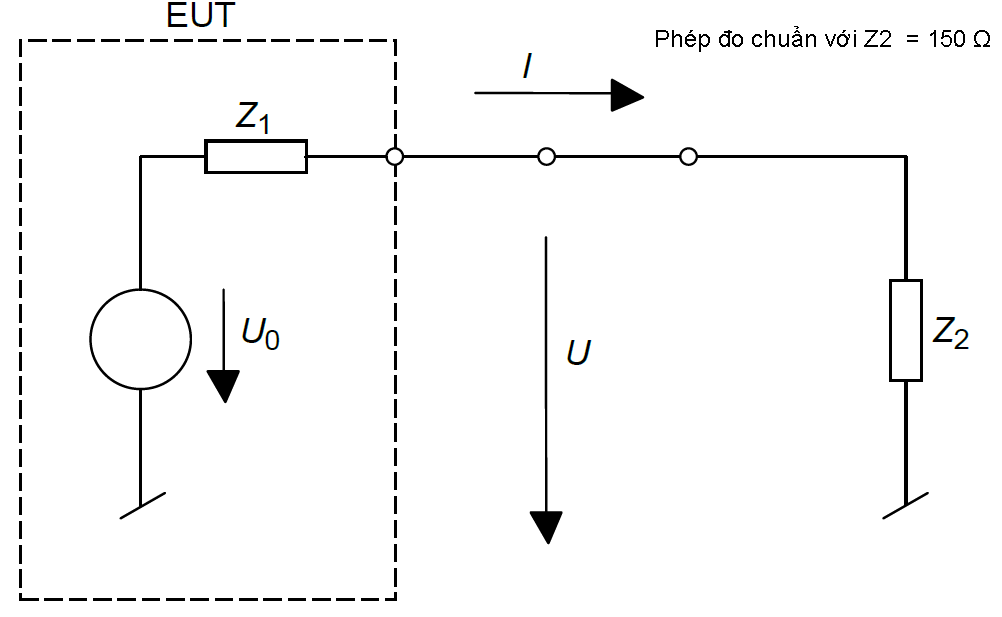 EUT
Phép đo chuẩn với Z2 = 150 Ω
I
Z1
U0
U
Z2